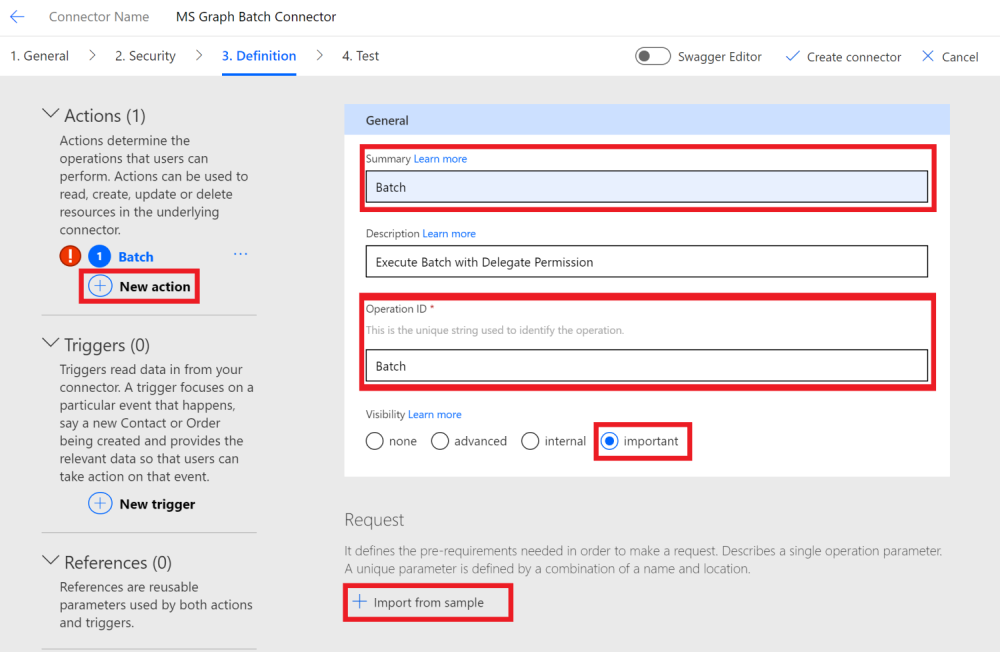 Connector Name MS Graph Batch Connector
1. General 2. Security 3. Definition 4. Test Swagger Editor Create connector Cancel
Actions (1)
Actions determine the
operations that users can
perform. Actions can be used to
read, create, update or delete
resources in the underlying
connector.
! 1 Batch ...
New action
Triggers (0)
Triggers read data in from your
connector. A trigger focuses on a
particular event that happens,
say a new Contact or Order
being created and provides the
relevant data so that users can
take action on that event.
New trigger
References (0)
References are reusable
parameters used by both actions
and triggers.
General
Summary Learn more
Batch
Description Learn more
Execute Batch with Delegate Permission
Operation ID *
This is the unique string used to identify the operation.
Batch
Visibility Learn more
none advanced internal important
Request
It defines the pre-requirements needed in order to make a request. Describes a single operation parameter.
A unique parameter is defined by a combination of a name and location.
Import from sample